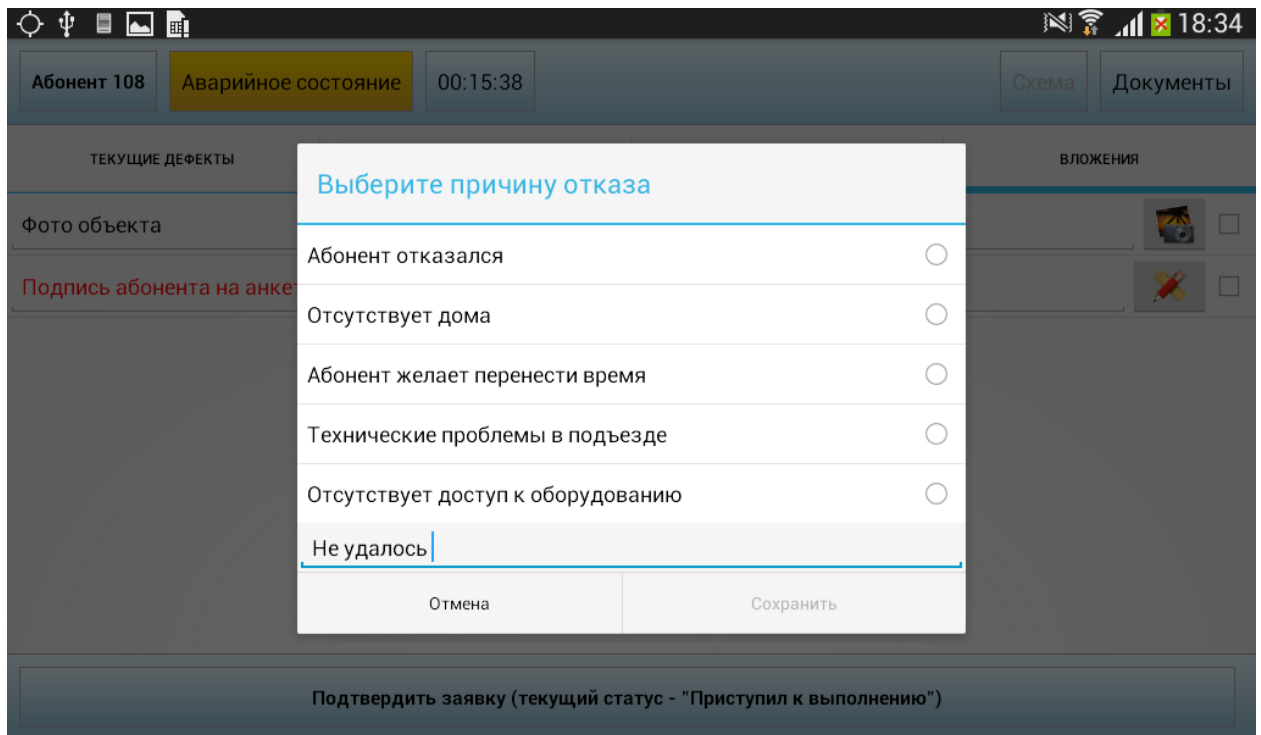 18:34
Абонент 108 Аварийное состояние 00:15:38 Схема Документы
ТЕКУЩИЕ ДЕФЕКТЫ ВЛОЖЕНИЯ
Выберите причину отказа
Фото объекта
Абонент отказался
Подпись абонента на анке
Отсутствует дома
Абонент желает перенести время
Технические проблемы в подъезде
Отсутствует доступ к оборудованию
Не удалось
Отмена Сохранить
Подтвердить заявку (текущий статус - "Приступил к выполнению")